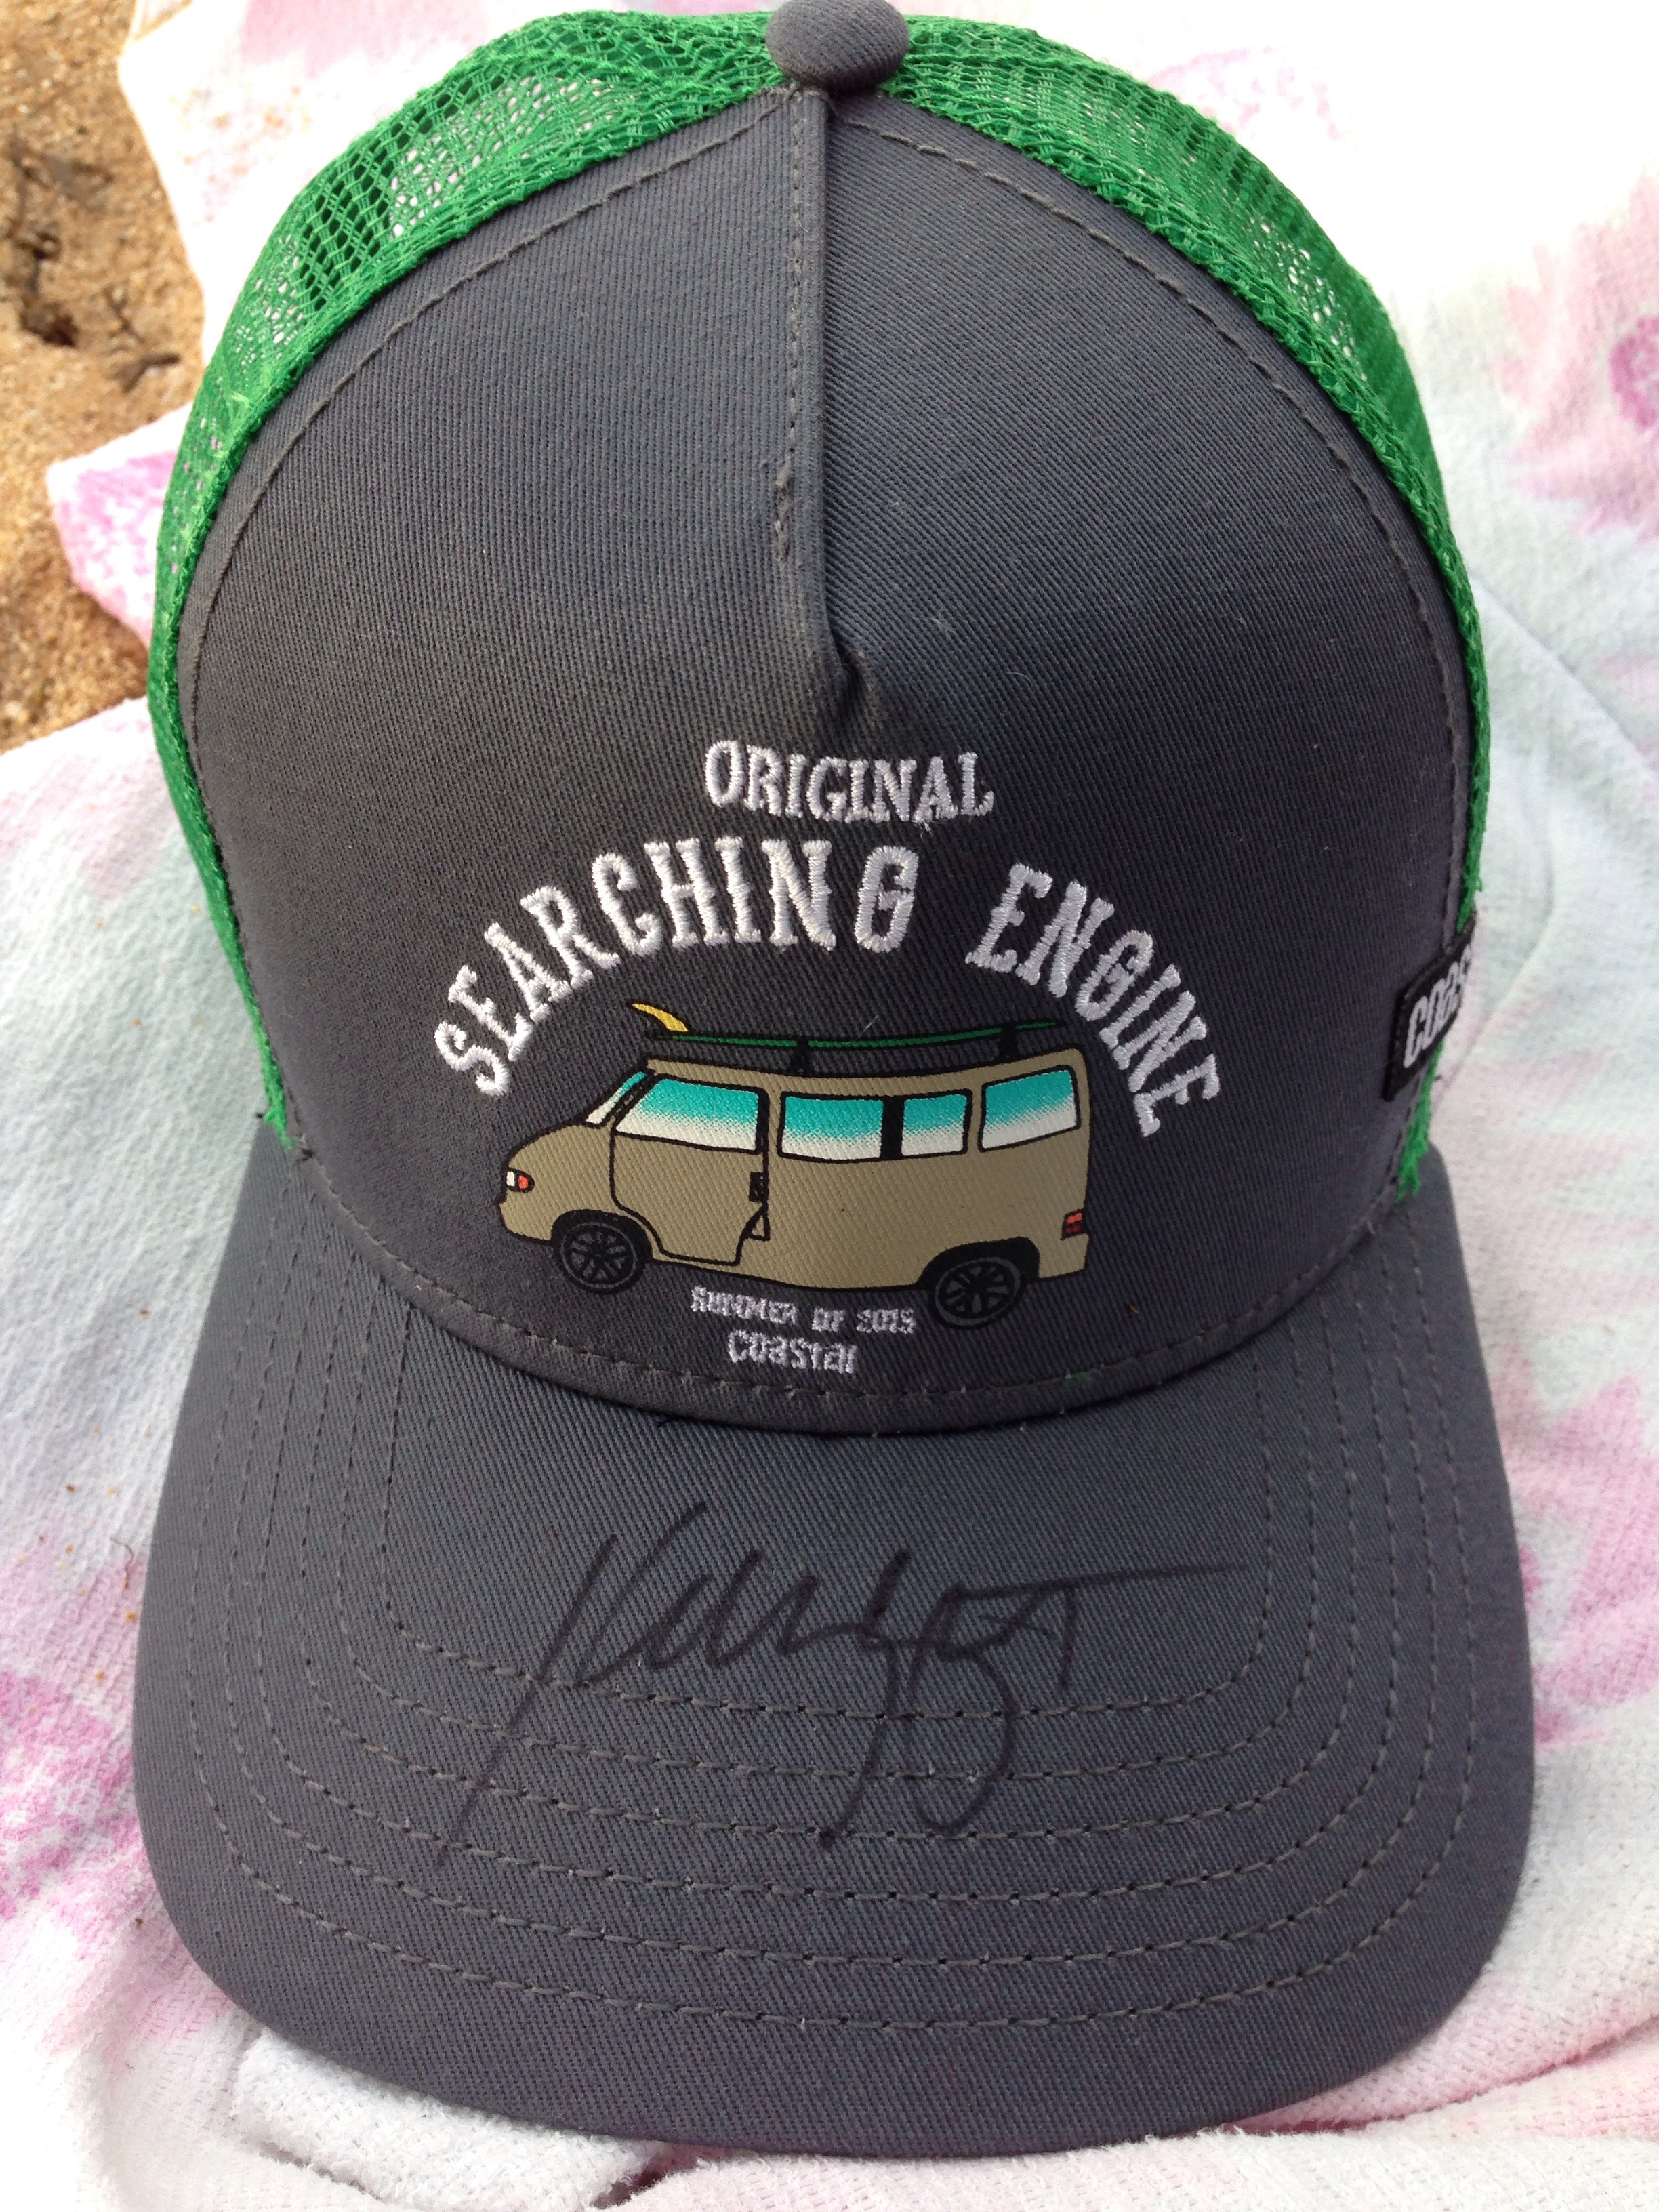 ORIGINAL
SEARCHING ENGINE
SUMMER OF 2015
COASTAL